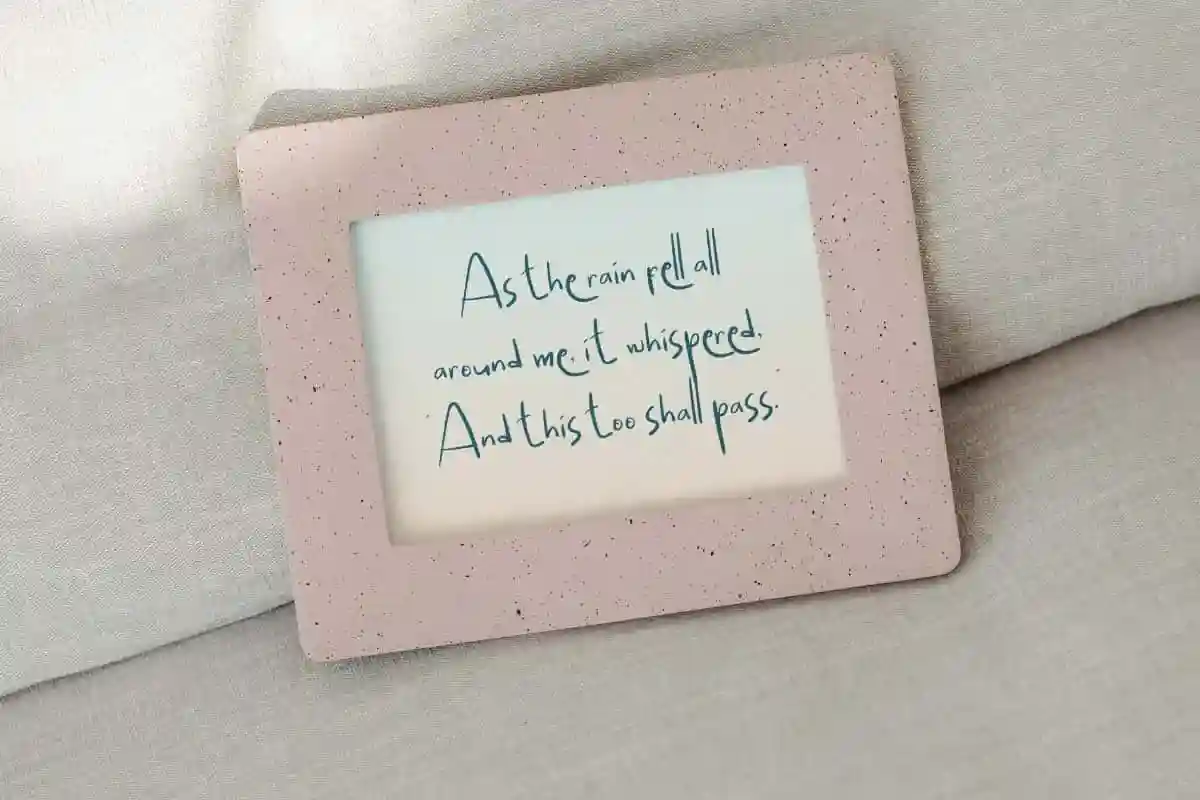 As the rain fell all
around me, it whispered,
"And this too shall pass."